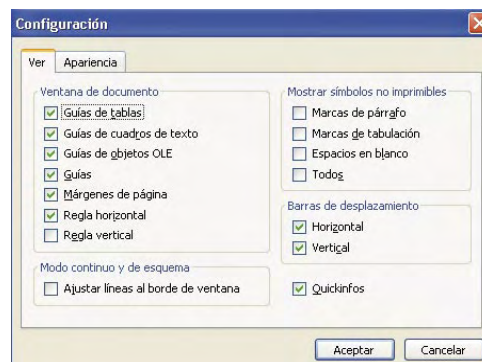 Configuración
Ver
Apariencia
Ventana de documento
Guías de tablas
Guías de cuadros de texto
Guías de objetos OLE
Guías
Márgenes de página
Regla horizontal
Regla vertical
Modo continuo y de esquema
Ajustar líneas al borde de ventana
Mostrar símbolos no imprimibles
Marcas de párrafo
Marcas de tabulación
Espacios en blanco
Todos
Barras de desplazamiento
Horizontal
Vertical
Quickinfos
Aceptar
Cancelar